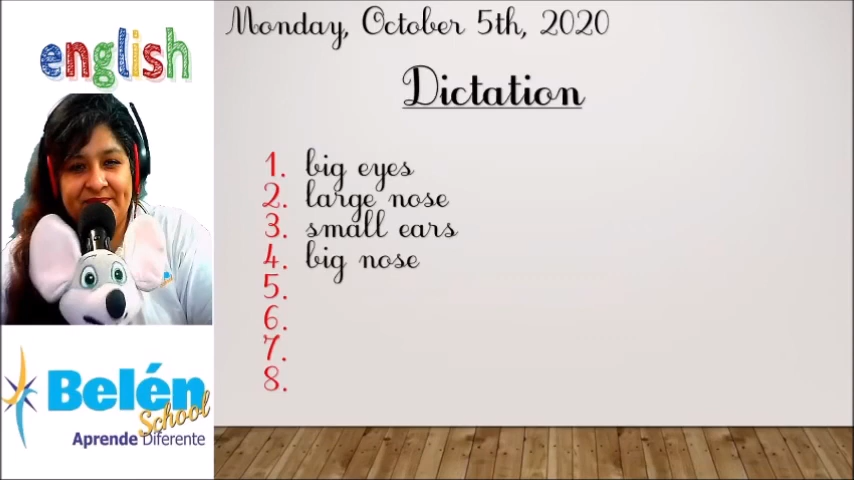 Monday, October 5th, 2020
english
Dictation
1. big eyes
2. large nose
3. small ears
4. big nose
5.
6.
7.
8.
Belén
School
Aprende Diferente